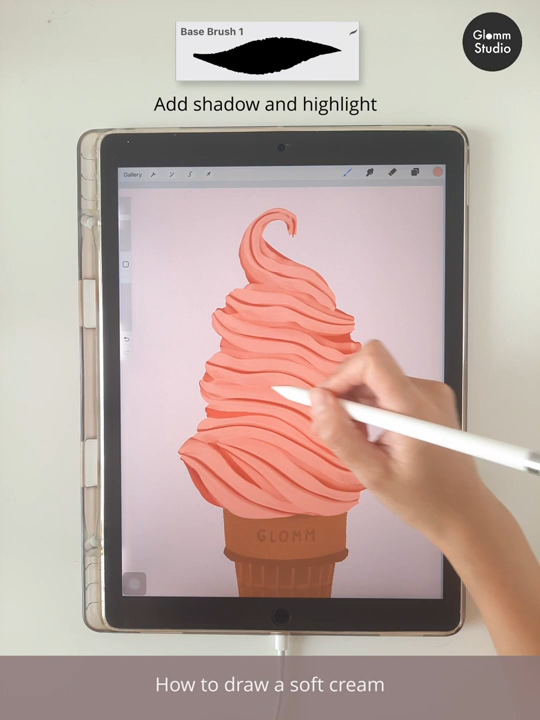 Base Brush 1
Glomm
Studio
Add shadow and highlight
Gallery
GLOMM
How to draw a soft cream